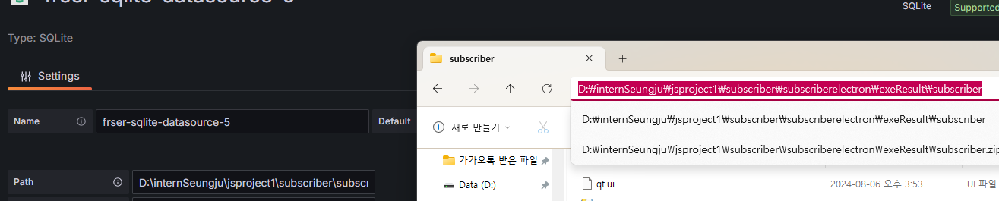 frser-sqlite-datasource-5
SQLite
Supported
Type: SQLite
Settings
Name
frser-sqlite-datasource-5
Default
Path
D:\internSeungju\jsproject1\subscriber\subscr
subscriber
D:₩internSeungju₩jsproject1₩subscriber₩subscriberelectron₩exeResult₩subscriber
새로 만들기
D:₩internSeungju₩jsproject1₩subscriber₩subscriberelectron₩exeResult₩subscriber
D:₩internSeungju₩jsproject1₩subscriber₩subscriberelectron₩exeResult₩subscriber.zip
카카오톡 받은 파일
Data (D:)
qt.ui
2024-08-06 오후 3:53
UI 파일